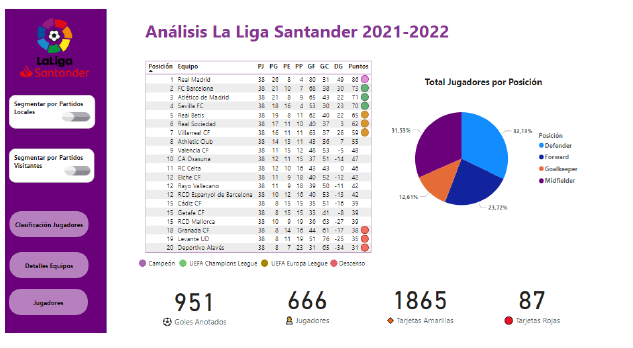 LaLiga
Santander
Análisis La Liga Santander 2021-2022
Segmentar por Partidos
Locales
Segmentar por Partidos
Visitantes
Clasificación Jugadores
Detalles Equipos
Jugadores
Posición Equipo PJ PG PE PP GF GC DG Puntos
1 Real Madrid 38 26 8 4 80 31 49 86
2 FC Barcelona 38 21 10 7 68 38 30 73
3 Atlético de Madrid 38 21 8 9 65 43 22 71
4 Sevilla FC 38 18 16 4 53 30 23 70
5 Real Betis 38 19 8 11 62 40 22 65
6 Real Sociedad 38 17 11 10 40 37 3 62
7 Villarreal CF 38 16 11 11 63 37 26 59
8 Athletic Club 38 14 13 11 43 36 7 55
9 Valencia CF 38 11 15 12 48 53 -5 48
10 CA Osasuna 38 12 11 15 37 51 -14 47
11 RC Celta 38 12 10 16 43 43 0 46
12 Elche CF 38 11 9 18 40 52 -12 42
12 Rayo Vallecano 38 11 9 18 39 50 -11 42
12 RCD Espanyol de Barcelona 38 10 12 16 40 53 -13 42
15 Cádiz CF 38 8 15 15 35 51 -16 39
15 Getafe CF 38 8 15 15 33 41 -8 39
15 RCD Mallorca 38 10 9 19 36 63 -27 39
18 Granada CF 38 8 14 16 44 61 -17 38
19 Levante UD 38 8 11 19 51 76 -25 35
20 Deportivo Alavés 38 8 7 23 31 65 -34 31
Campeón UEFA Champions League UEFA Europa League Descenso
Total Jugadores por Posición
31,53%
32,13%
12,61%
23,72%
Posición
Defender
Forward
Goalkeeper
Midfielder
951
Goles Anotados
666
Jugadores
1865
Tarjetas Amarillas
87
Tarjetas Rojas